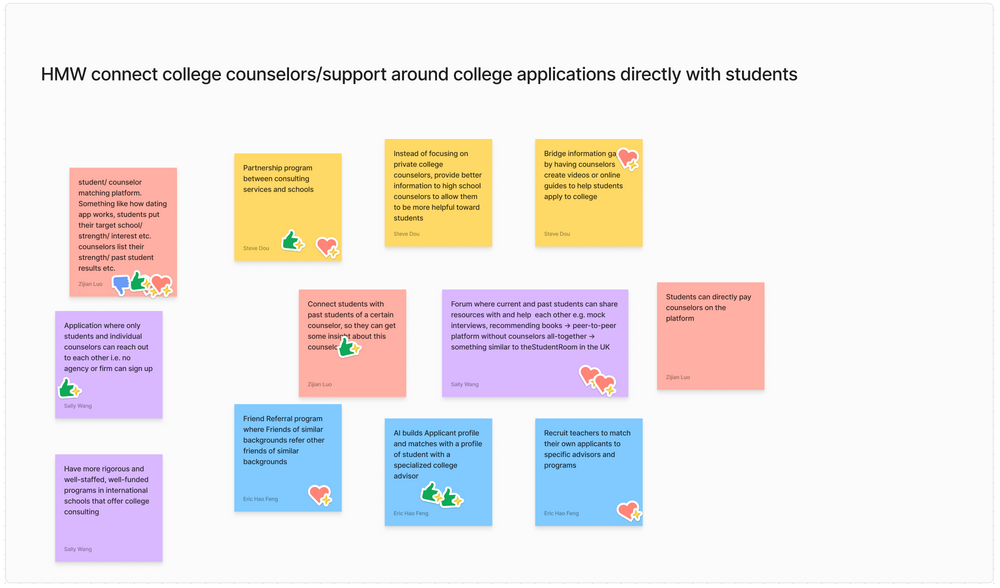 HMW connect college counselors/support around college applications directly with students
student/ counselor
matching platform.
Something like how dating
app works, students put
their target school/
strength/ interest etc.
counselors list their
strength/ past student
results etc.
Zijian Luo
Partnership program
between consulting
services and schools
Steve Dou
Instead of focusing on
private college
counselors, provide better
information to high school
counselors to allow them
to be more helpful toward
students
Steve Dou
Bridge information
by having counselors
create videos or online
guides to help students
apply to college
Steve Dou
Application where only
students and individual
counselors can reach out
to each other i.e. no
agency or firm can sign up
Sally Wang
Connect students with
past students of a certain
counselor, so they can get
some insight about this
Zijian Luo
Forum where current and past students can share
resources with and help each other e.g. mock
interviews, recommending books → peer-to-peer
platform without counselors all-together →
something similar to theStudentRoom in the UK
Sally Wang
Students can directly pay
counselors on the
platform
Zijian Luo
Have more rigorous and
well-staffed, well-funded
programs in international
schools that offer college
consulting
Sally Wang
Friend Referral program
where Friends of similar
backgrounds refer other
friends of similar
backgrounds
Eric Hao Feng
AI builds Applicant profile
and matches with a profile
of student with a
specialized college
advisor
Eric Hao Feng
Recruit teachers to match
their own applicants to
specific advisors and
programs
Eric Hao Feng